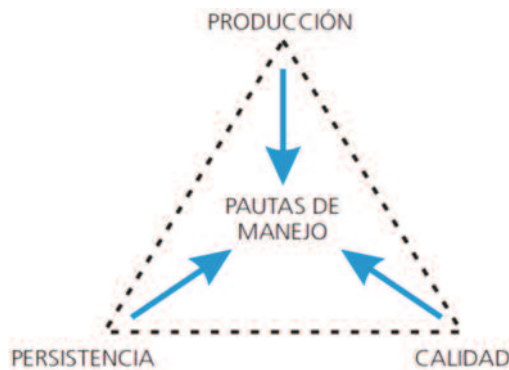 PRODUCCIÓN
PAUTAS DE
MANEJO
PERSISTENCIA
CALIDAD